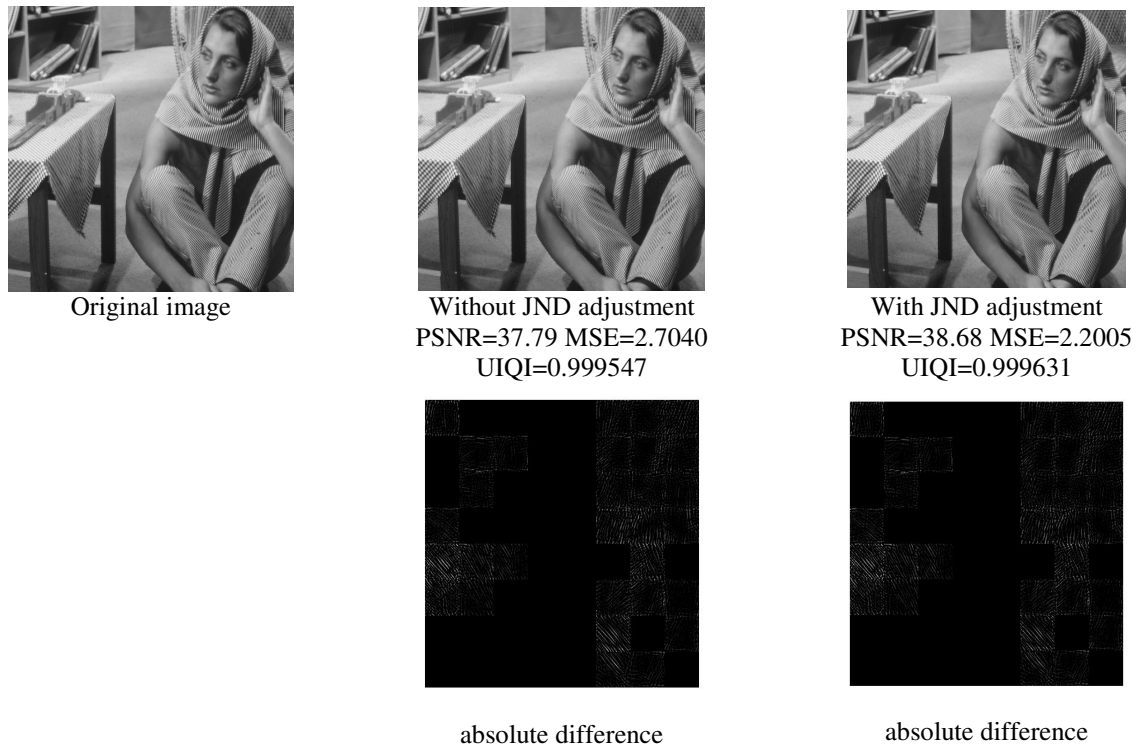 Original image
Without JND adjustment
PSNR=37.79 MSE=2.7040
UIQI=0.999547
With JND adjustment
PSNR=38.68 MSE=2.2005
UIQI=0.999631
absolute difference
absolute difference